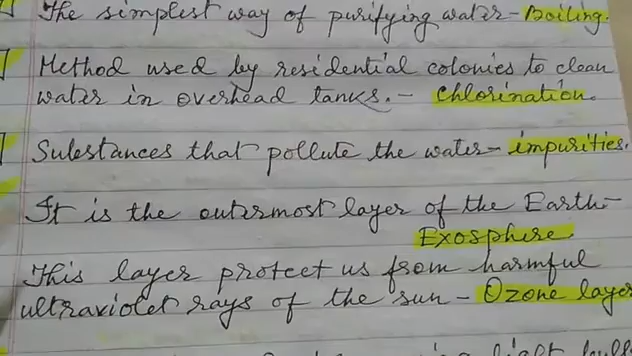 The simplest way of purifying water - Boiling.
Method used by residential colonies to clean
water in overhead tanks. - Chlorination.
Substances that pollute the water - impurities.
It is the outermost layer of the Earth -
Exosphere.
This layer protect us from harmful
ultraviolet rays of the sun - Ozone layer